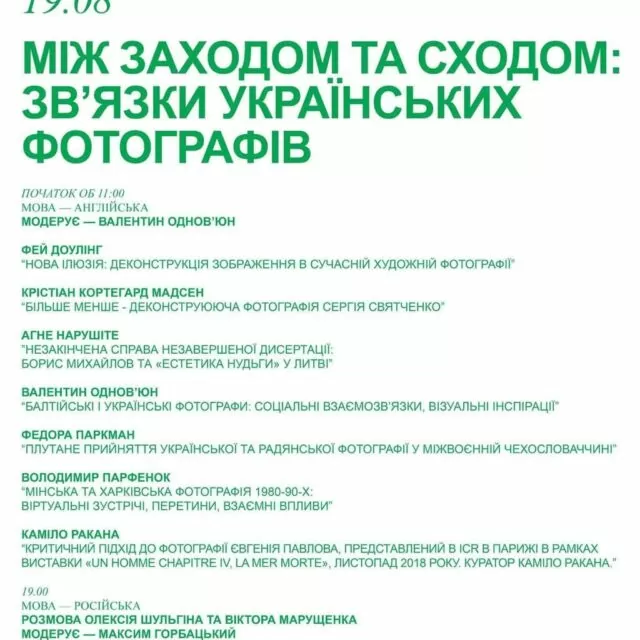 19.08
МІЖ ЗАХОДОМ ТА СХОДОМ:
ЗВ’ЯЗКИ УКРАЇНСЬКИХ
ФОТОГРАФІВ
ПОЧАТОК ОБ 11:00
МОВА — АНГЛІЙСЬКА
МОДЕРУЄ — ВАЛЕНТИН ОДНОВ’ЮН
ФЕЙ ДОУЛІНГ
“НОВА ІЛЮЗІЯ: ДЕКОНСТРУКЦІЯ ЗОБРАЖЕННЯ В СУЧАСНІЙ ХУДОЖНІЙ ФОТОГРАФІЇ”
КРІСТІАН КОРТЕГАРД МАДСЕН
“БІЛЬШЕ МЕНШЕ - ДЕКОНСТРУЮЮЧА ФОТОГРАФІЯ СЕРГІЯ СВЯТЧЕНКО”
АГНЕ НАРУШІТЕ
”НЕЗАКІНЧЕНА СПРАВА НЕЗАВЕРШЕНОЇ ДИСЕРТАЦІЇ:
БОРИС МИХАЙЛОВ ТА «ЕСТЕТИКА НУДЬГИ» У ЛИТВІ”
ВАЛЕНТИН ОДНОВ’ЮН
“БАЛТІЙСЬКІ І УКРАЇНСЬКІ ФОТОГРАФИ: СОЦІАЛЬНІ ВЗАЄМОЗВ’ЯЗКИ, ВІЗУАЛЬНІ ІНСПІРАЦІЇ”
ФЕДОРА ПАРКМАН
“ПЛУТАНЕ ПРИЙНЯТТЯ УКРАЇНСЬКОЇ ТА РАДЯНСЬКОЇ ФОТОГРАФІЇ У МІЖВОЄННІЙ ЧЕХОСЛОВАЧЧИНІ”
ВОЛОДИМИР ПАРФЕНОК
“МІНСЬКА ТА ХАРКІВСЬКА ФОТОГРАФІЯ 1980-90-Х:
ВІРТУАЛЬНІ ЗУСТРІЧІ, ПЕРЕТИНИ, ВЗАЄМНІ ВПЛИВИ”
КАМІЛО РАКАНА
“КРИТИЧНИЙ ПІДХІД ДО ФОТОГРАФІЇ ЄВГЕНІЯ ПАВЛОВА, ПРЕДСТАВЛЕНИЙ В ICR В ПАРИЖІ В РАМКАХ
ВИСТАВКИ «UN HOMME CHAPITRE IV, LA MER MORTE», ЛИСТОПАД 2018 РОКУ. КУРАТОР КАМІЛО РАКАНА.”
19.00
МОВА — РОСІЙСЬКА
РОЗМОВА ОЛЕКСІЯ ШУЛЬГІНА ТА ВІКТОРА МАРУЩЕНКА
МОДЕРУЄ — МАКСИМ ГОРБАЦЬКИЙ